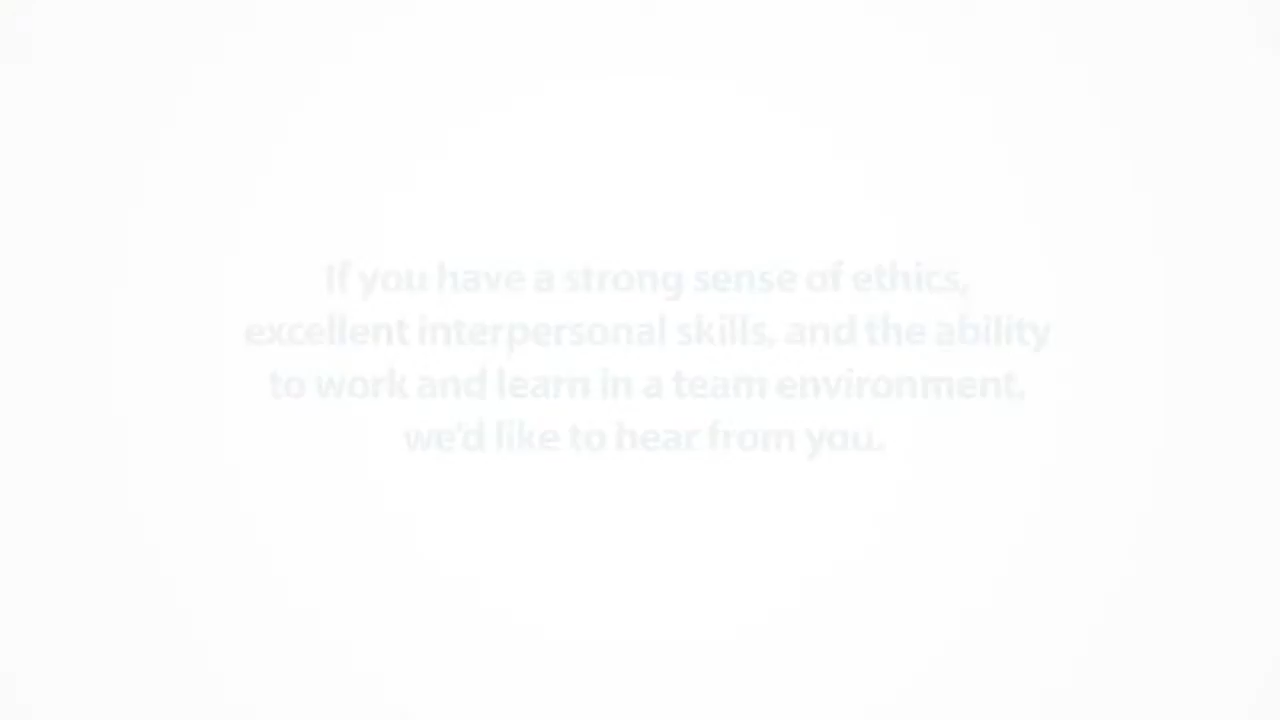 If you have a strong sense of ethics,
excellent interpersonal skills, and the ability
to work and learn in a team environment,
we'd like to hear from you.